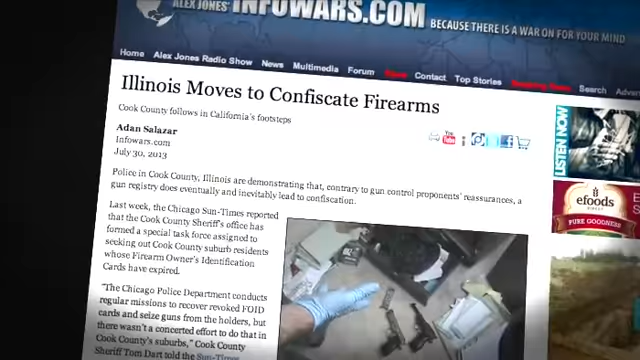 ALEX JONES' INFOWARS.COM BECAUSE THERE IS A WAR ON FOR YOUR MIND
Home Alex Jones Radio Show News Multimedia Forum Contact Top Stories Search
Illinois Moves to Confiscate Firearms
Cook County follows in California's footsteps
Adan Salazar
Infowars.com
July 30, 2013
Police in Cook County, Illinois are demonstrating that, contrary to gun control proponents' reassurances, a
gun registry does eventually and inevitably lead to confiscation.
Last week, the Chicago Sun-Times reported
that the Cook County Sheriff's office has
formed a special task force assigned to
seeking out Cook County suburb residents
whose Firearm Owner's Identification
Cards have expired.
"The Chicago Police Department conducts
regular missions to recover revoked FOID
cards and seize guns from the holders, but
there wasn't a concerted effort to do that in
Cook County's suburbs," Cook County
Sheriff Tom Dart told the Sun-Times
You
Tube
LISTEN NOW
efoods
DIRECT
PURE GOODNESS